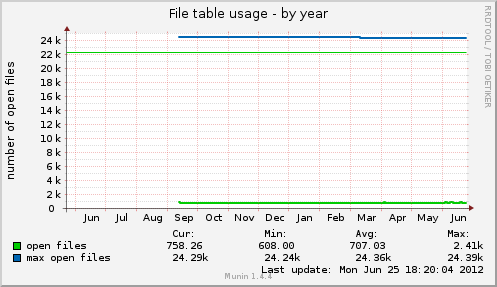 File table usage - by year
RRDTOOL / TOBI OETIKER
number of open files
24 k
22 k
20 k
18 k
16 k
14 k
12 k
10 k
8 k
6 k
4 k
2 k
0
Jun Jul Aug Sep Oct Nov Dec Jan Feb Mar Apr May Jun
Cur: Min: Avg: Max:
open files 758.26 608.00 707.03 2.41k
max open files 24.29k 24.24k 24.36k 24.39k
Last update: Mon Jun 25 18:20:04 2012
Munin 1.4.4